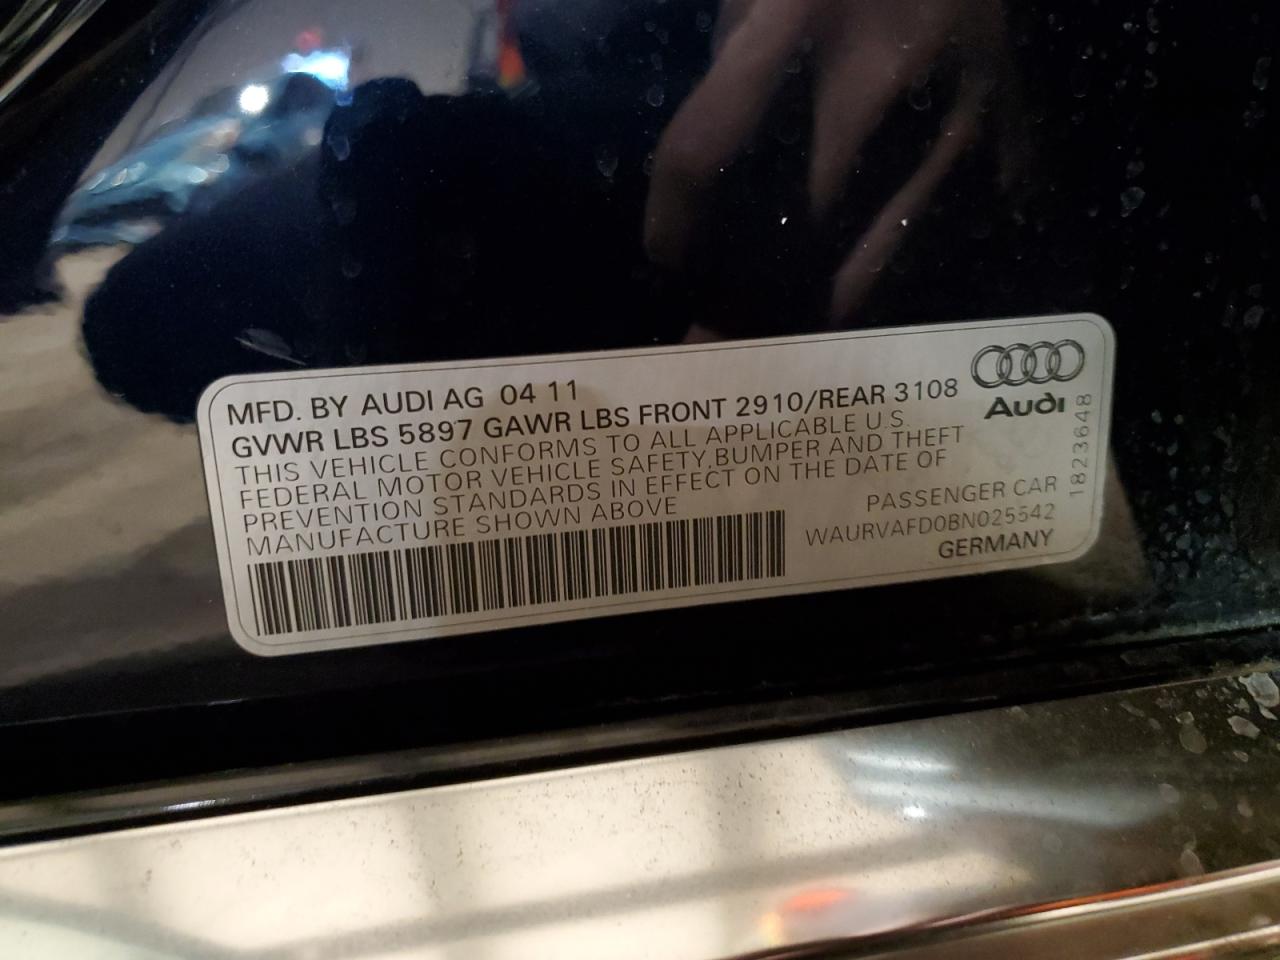 MFD. BY AUDI AG 04 11
GVWR LBS 5897 GAWR LBS FRONT 2910/REAR 3108
THIS VEHICLE CONFORMS TO ALL APPLICABLE U.S.
FEDERAL MOTOR VEHICLE SAFETY,BUMPER AND THEFT
PREVENTION STANDARDS IN EFFECT ON THE DATE OF
MANUFACTURE SHOWN ABOVE
Audi
1823648
PASSENGER CAR
WAURVAFD0BN025542
GERMANY